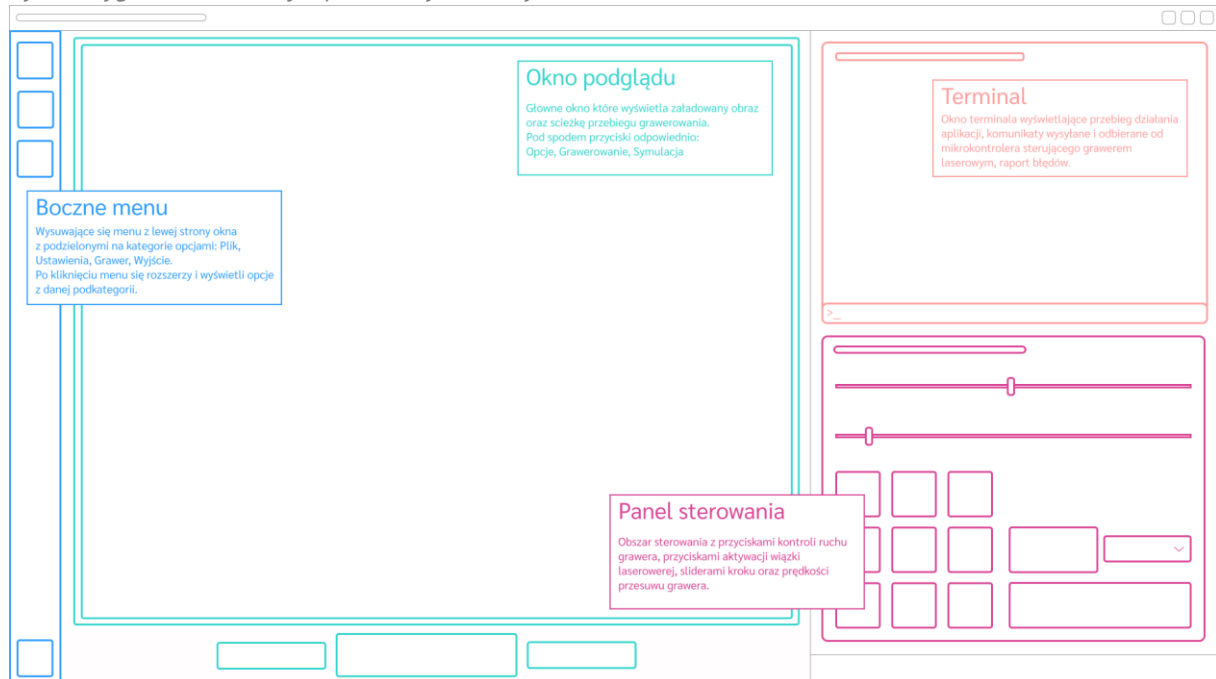 Okno podglądu
Głowne okno które wyświetla załadowany obraz
oraz scieżkę przebiegu grawerowania.
Pod spodem przyciski odpowiednio:
Opcje, Grawerowanie, Symulacja
Terminal
Okno terminala wyświetlające przebieg działania
aplikacji, komunikaty wysyłane i odbierane od
mikrokontrolera sterującego grawerem
laserowym, raport błędów.
Boczne menu
Wysuwające się menu z lewej strony okna
z podzielonymi na kategorie opcjami: Plik,
Ustawienia, Grawer, Wyjście.
Po kliknięciu menu się rozszerzy i wyświetli opcje
z danej podkategorii.
>_
Panel sterowania
Obszar sterowania z przyciskami kontroli ruchu
grawera, przyciskami aktywacji wiązki
laserowerej, sliderami kroku oraz prędkości
przesuwu grawera.